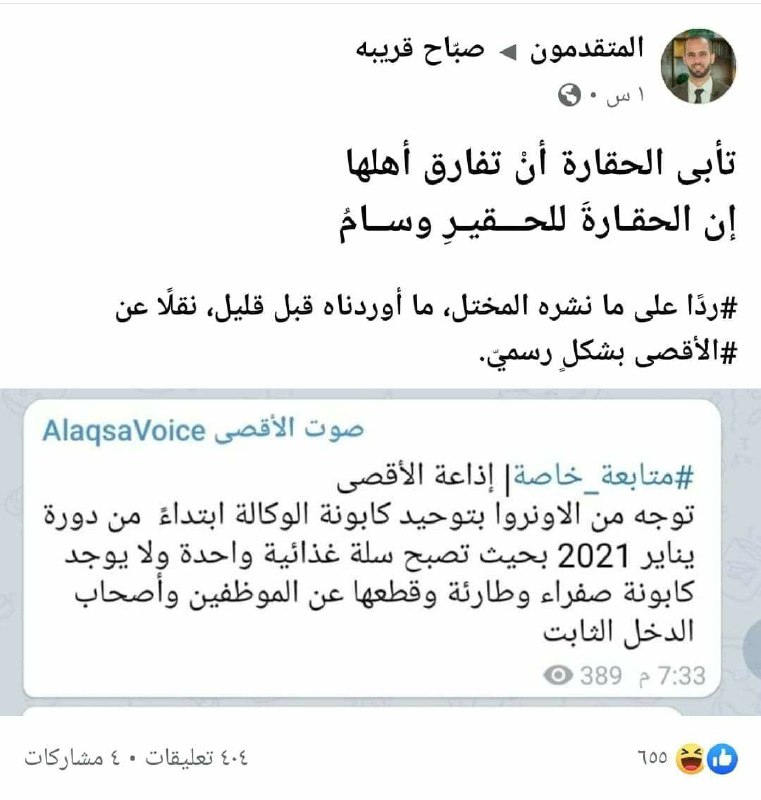 صبّاح قريبه ◀ المتقدمون
١ س ·
تأبى الحقارة أنْ تفارق أهلها
إن الحقـارةَ للحـــقيـرِ وســامُ
#ردًا على ما نشره المختل، ما أوردناه قبل قليل، نقلًا عن
#الأقصى بشكلٍ رسميّ.
صوت الأقصى AlaqsaVoice
#متابعة_خاصة| إذاعة الأقصى
توجه من الاونروا بتوحيد كابونة الوكالة ابتداءً من دورة
يناير 2021 بحيث تصبح سلة غذائية واحدة ولا يوجد
كابونة صفراء وطارئة وقطعها عن الموظفين وأصحاب
الدخل الثابت
389 7:33 م
٦٥٥
٤٠٤ تعليقات • ٤ مشاركات